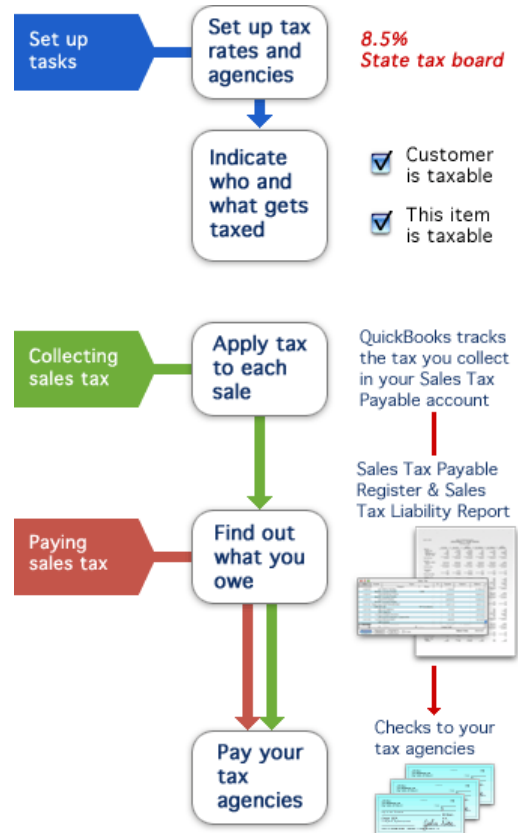 Set up
tasks
Set up tax
rates and
agencies
8.5%
State tax board
Indicate
who and
what gets
taxed
Customer
is taxable
This item
is taxable
Collecting
sales tax
Apply tax
to each
sale
QuickBooks tracks
the tax you collect
in your Sales Tax
Payable account
Sales Tax Payable
Register & Sales
Tax Liability Report
Paying
sales tax
Find out
what you
owe
Pay your
tax
agencies
Checks to your
tax agencies